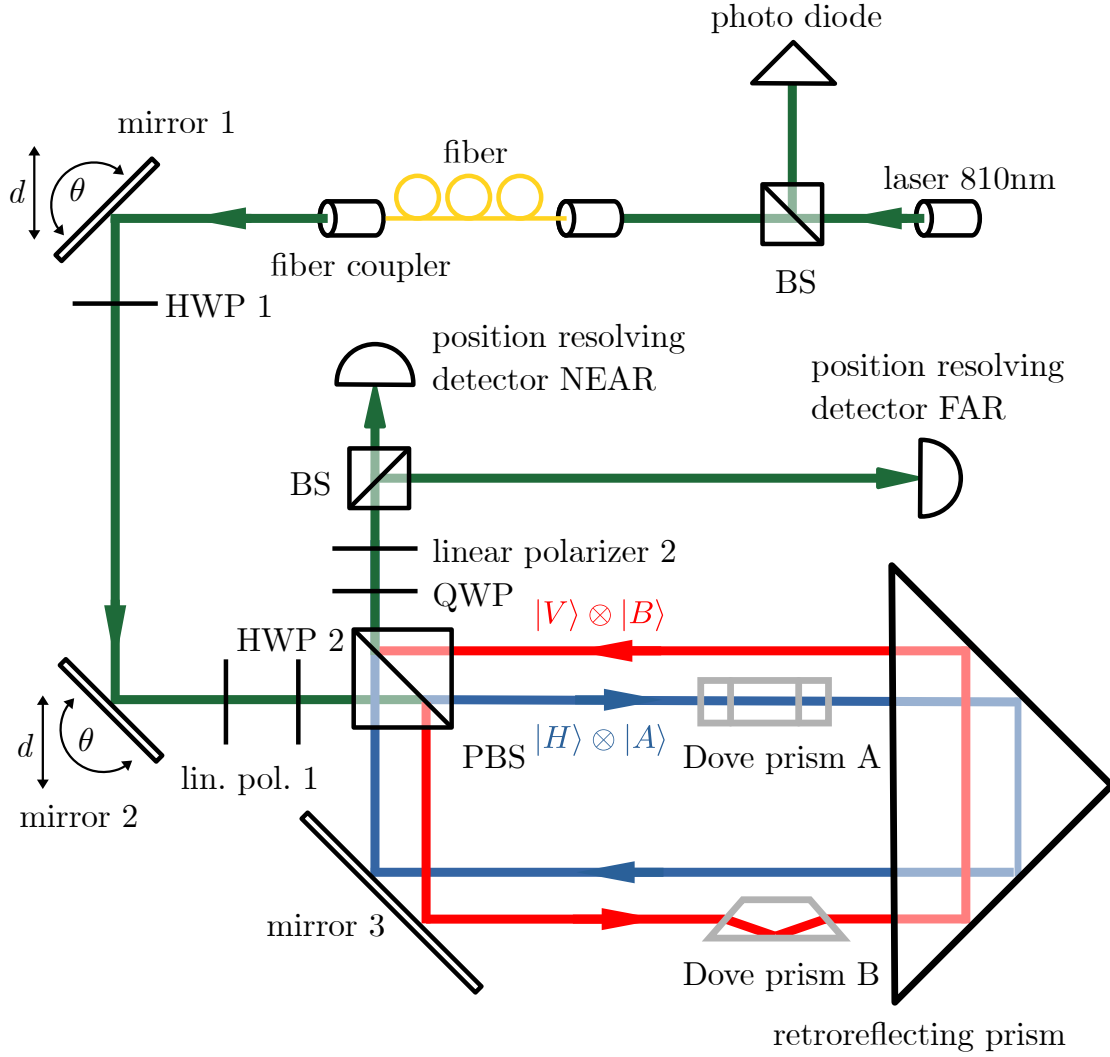 photo diode
mirror 1
d
θ
fiber
laser 810nm
fiber coupler
BS
HWP 1
position resolving
detector NEAR
position resolving
detector FAR
BS
linear polarizer 2
QWP
HWP 2
|V⟩ ⊗ |B⟩
d
θ
|H⟩ ⊗ |A⟩
PBS
Dove prism A
lin. pol. 1
mirror 2
mirror 3
Dove prism B
retroreflecting prism